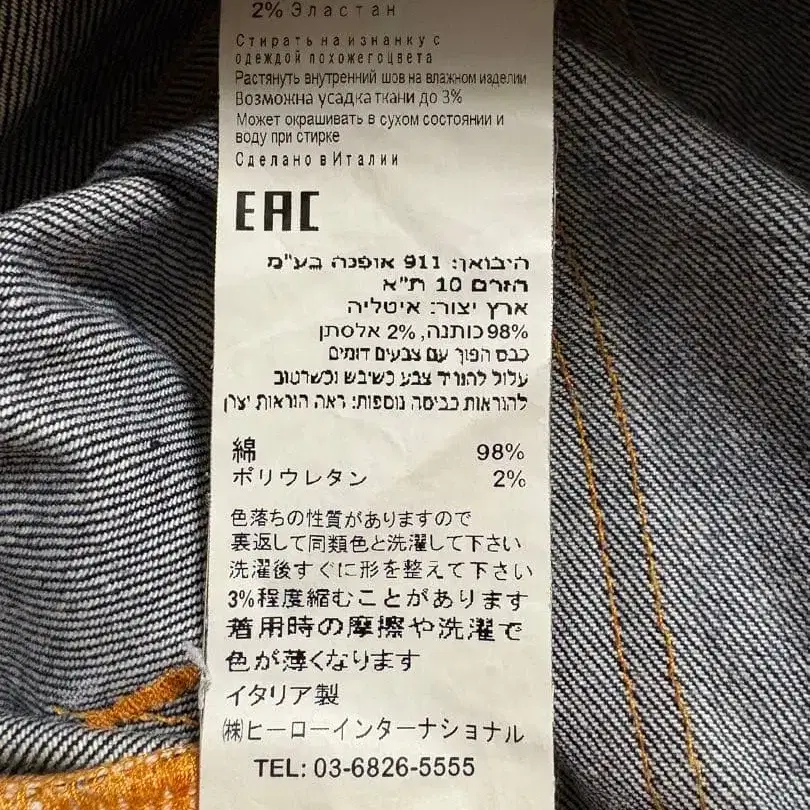 2% Эластан
Стирать на изнанку с
одеждой похожего цвета
Растянуть внутренний шов на влажном изделии
Возможна усадка ткани до 3%
Может окрашивать в сухом состоянии и
воду при стирке
Сделано в Италии
EAC
היבואן: 911 אופנה בע"מ
הזרם 10 ת"א
ארץ יצור: איטליה
98% כותנה, 2% אלסתן
כבס הפוך עם צבעים דומים
עלול להוריד צבע כשיבש וכשרטוב
להוראות כביסה נוספות: ראה הוראות יצרן
綿 98%
ポリウレタン 2%
色落ちの性質がありますので
裏返して同類色と洗濯して下さい
洗濯後すぐに形を整えて下さい
3%程度縮むことがあります
着用時の摩擦や洗濯で
色が薄くなります
イタリア製
㈱ヒーローインターナショナル
TEL: 03-6826-5555